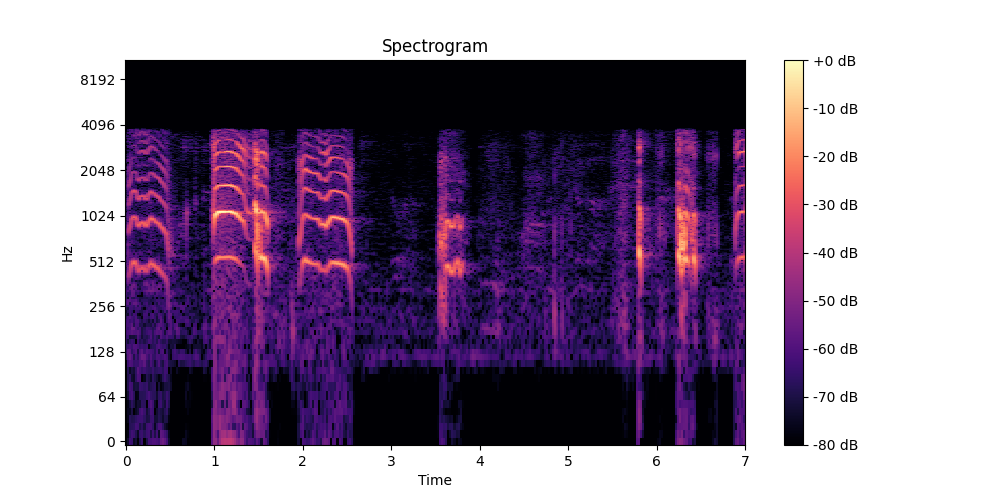 Spectrogram
8192
4096
2048
1024
512
256
128
64
0
Hz
0 1 2 3 4 5 6 7
Time
+0 dB
-10 dB
-20 dB
-30 dB
-40 dB
-50 dB
-60 dB
-70 dB
-80 dB